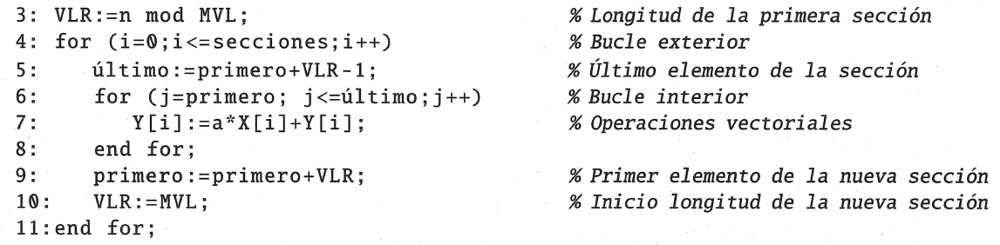 3: VLR:=n mod MVL; % Longitud de la primera sección
4: for (i=0;i<=secciones;i++) % Bucle exterior
5: último:=primero+VLR-1; % Último elemento de la sección
6: for (j=primero; j<=último;j++) % Bucle interior
7: Y[i]:=a*X[i]+Y[i]; % Operaciones vectoriales
8: end for;
9: primero:=primero+VLR; % Primer elemento de la nueva sección
10: VLR:=MVL; % Inicio longitud de la nueva sección
11:end for;